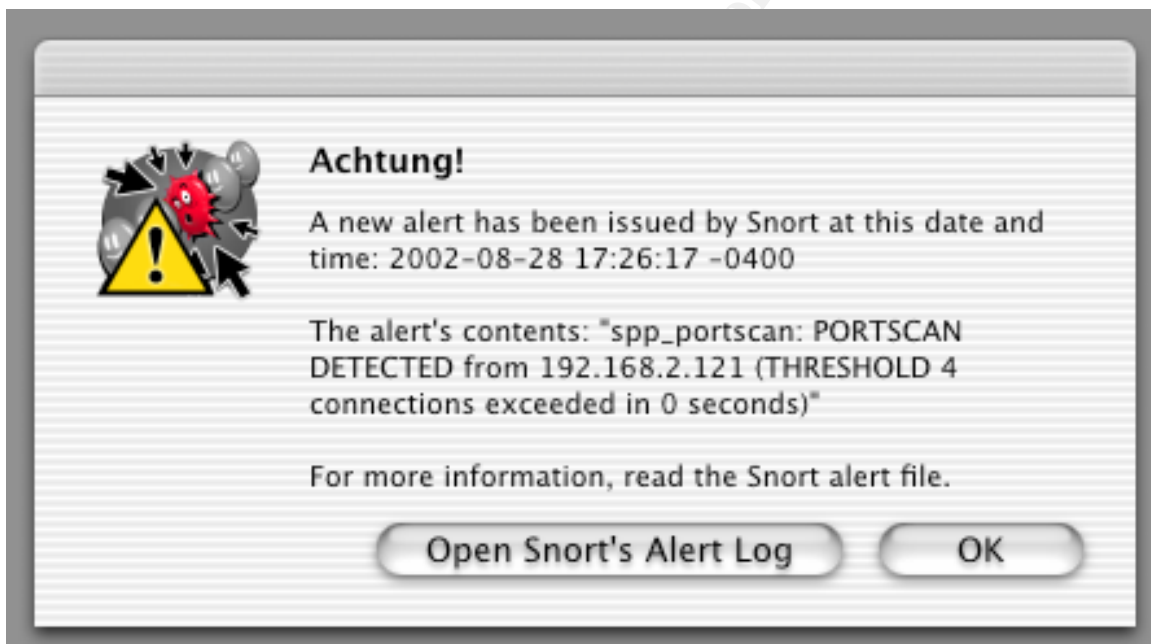 Achtung!
A new alert has been issued by Snort at this date and
time: 2002-08-28 17:26:17 -0400
The alert's contents: "spp_portscan: PORTSCAN
DETECTED from 192.168.2.121 (THRESHOLD 4
connections exceeded in 0 seconds)"
For more information, read the Snort alert file.
Open Snort's Alert Log
OK